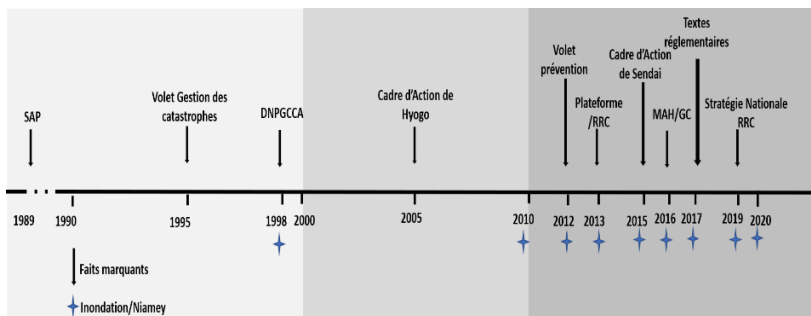 Textes
réglementaires
Volet
prévention
Cadre d'Action
de Sendai
Volet Gestion des
catastrophes
Cadre d'Action de
Hyogo
Plateforme
/RRC
Stratégie Nationale
RRC
SAP
DNPGCCA
MAH/GC
1989
1990
1995
1998
2000
2005
2010
2012
2013
2015
2016
2017
2019
2020
Faits marquants
Inondation/Niamey